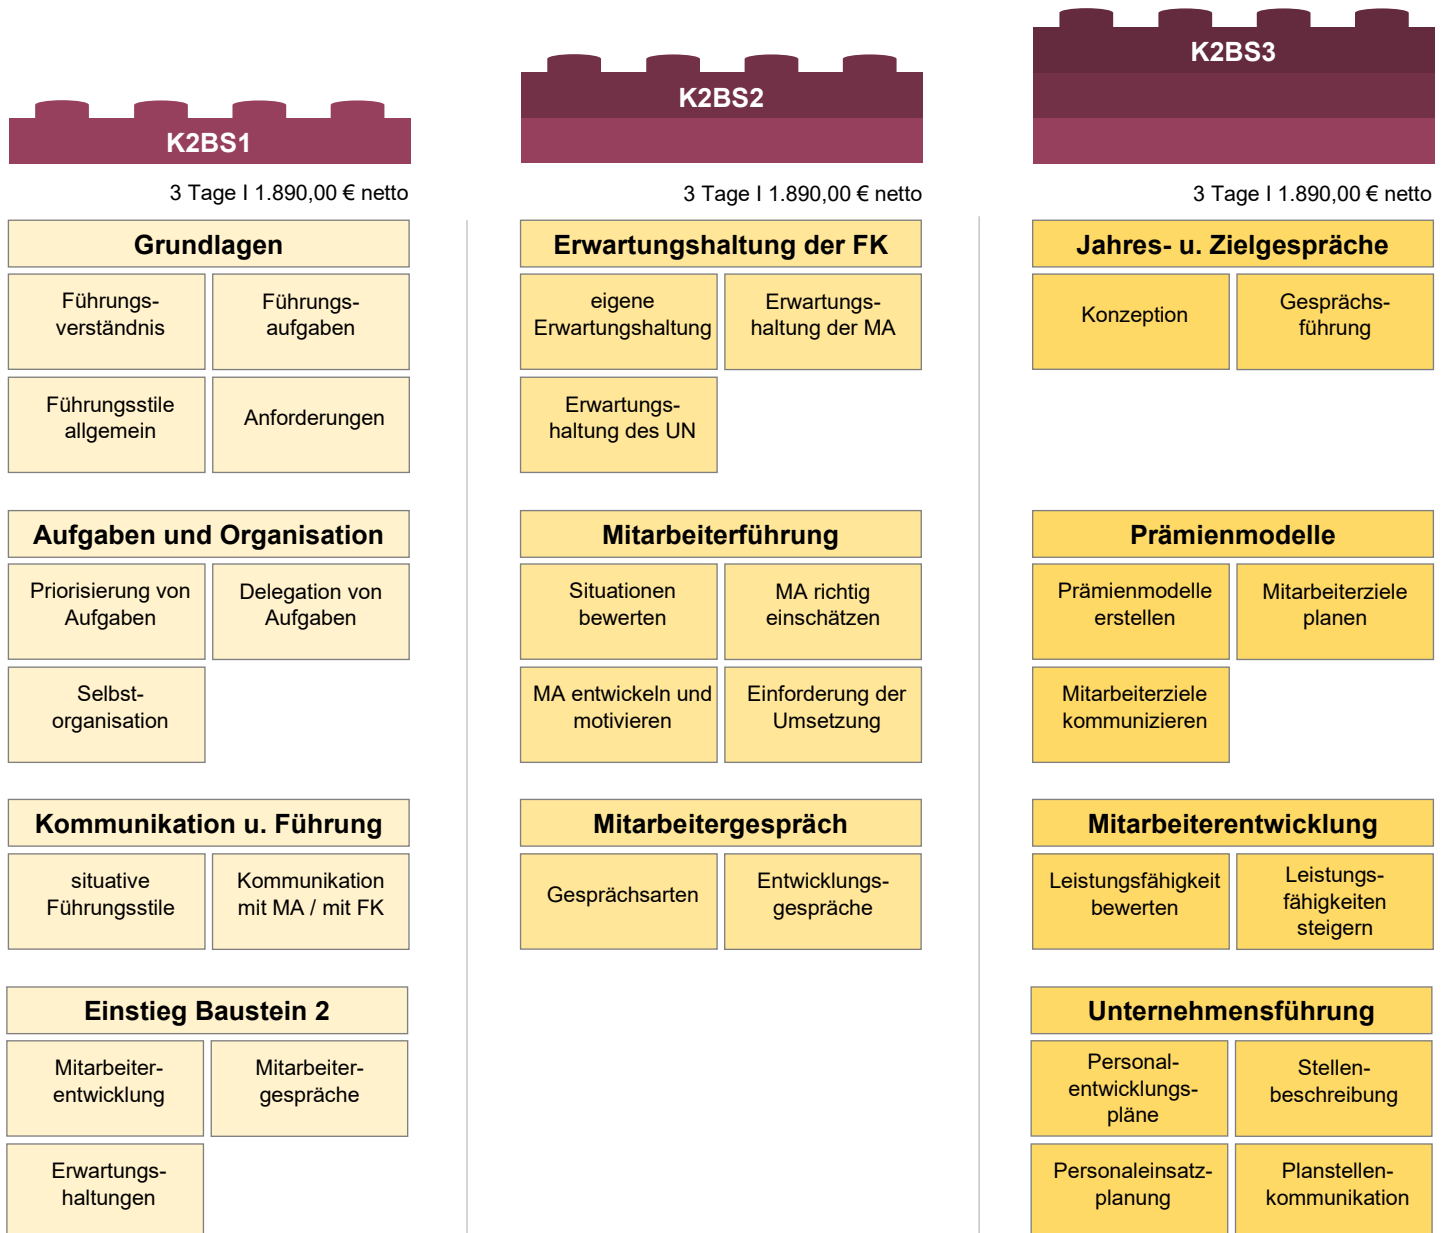 K2BS1
3 Tage I 1.890,00 € netto
Grundlagen
Führungs-
verständnis
Führungs-
aufgaben
Führungsstile
allgemein
Anforderungen
Aufgaben und Organisation
Priorisierung von
Aufgaben
Delegation von
Aufgaben
Selbst-
organisation
Kommunikation u. Führung
situative
Führungsstile
Kommunikation
mit MA / mit FK
Einstieg Baustein 2
Mitarbeiter-
entwicklung
Mitarbeiter-
gespräche
Erwartungs-
haltungen
K2BS2
3 Tage I 1.890,00 € netto
Erwartungshaltung der FK
eigene
Erwartungshaltung
Erwartungs-
haltung der MA
Erwartungs-
haltung des UN
Mitarbeiterführung
Situationen
bewerten
MA richtig
einschätzen
MA entwickeln und
motivieren
Einforderung der
Umsetzung
Mitarbeitergespräch
Gesprächsarten
Entwicklungs-
gespräche
K2BS3
3 Tage I 1.890,00 € netto
Jahres- u. Zielgespräche
Konzeption
Gesprächs-
führung
Prämienmodelle
Prämienmodelle
erstellen
Mitarbeiterziele
planen
Mitarbeiterziele
kommunizieren
Mitarbeiterentwicklung
Leistungsfähigkeit
bewerten
Leistungs-
fähigkeiten
steigern
Unternehmensführung
Personal-
entwicklungs-
pläne
Stellen-
beschreibung
Personaleinsatz-
planung
Planstellen-
kommunikation